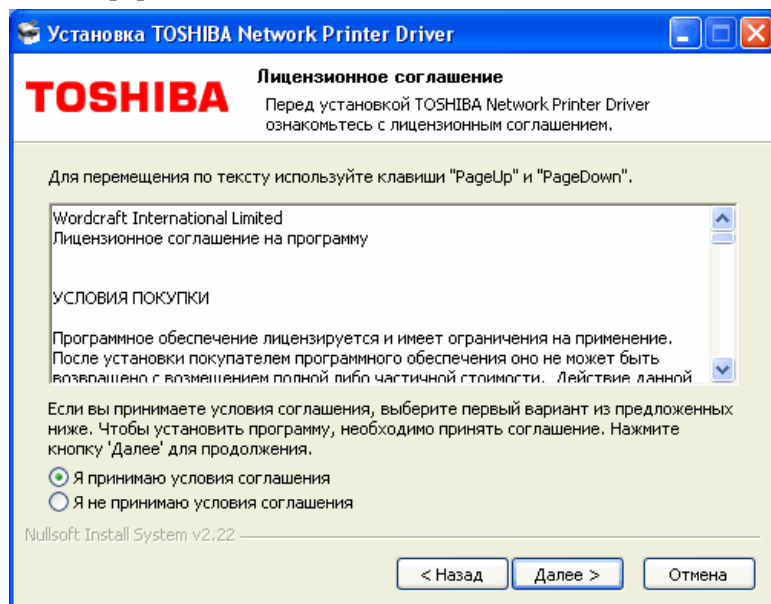 Установка TOSHIBA Network Printer Driver
TOSHIBA
Лицензионное соглашение
Перед установкой TOSHIBA Network Printer Driver
ознакомьтесь с лицензионным соглашением.
Для перемещения по тексту используйте клавиши "PageUp" и "PageDown".
Wordcraft International Limited
Лицензионное соглашение на программу
УСЛОВИЯ ПОКУПКИ
Программное обеспечение лицензируется и имеет ограничения на применение.
После установки покупателем программного обеспечения оно не может быть
возвращено с возмещением полной либо частичной стоимости. Действие данной
Если вы принимаете условия соглашения, выберите первый вариант из предложенных
ниже. Чтобы установить программу, необходимо принять соглашение. Нажмите
кнопку 'Далее' для продолжения.
Я принимаю условия соглашения
Я не принимаю условия соглашения
Nullsoft Install System v2.22
< Назад
Далее >
Отмена